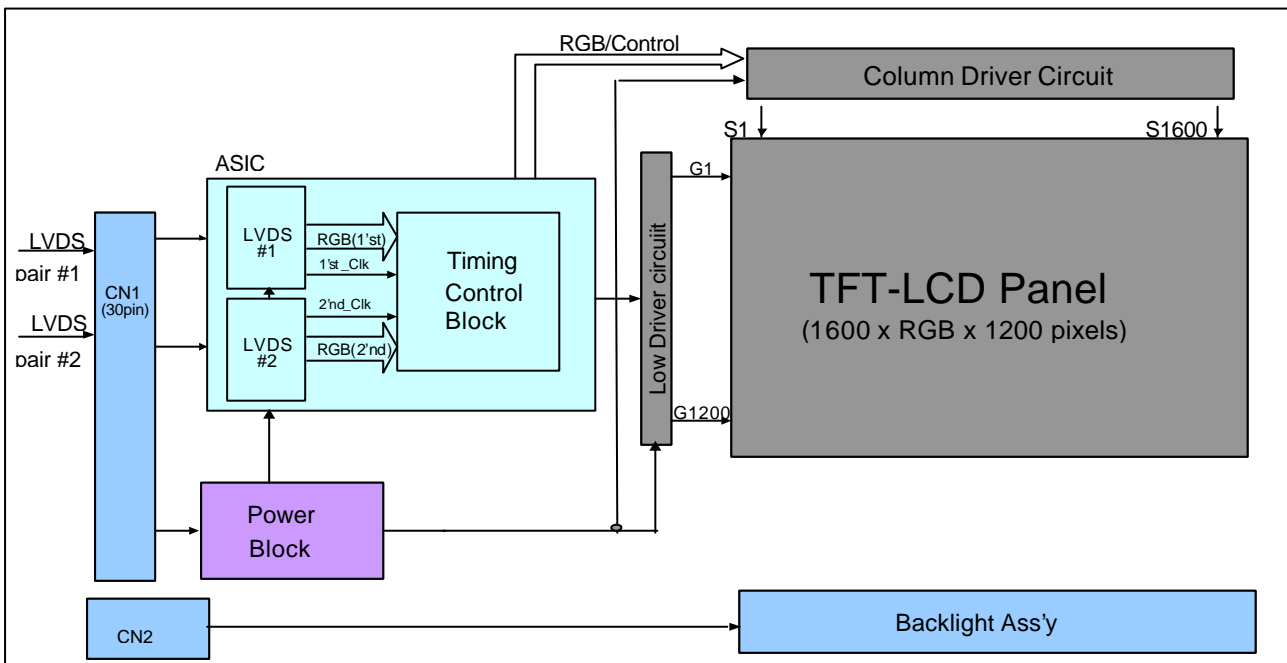 RGB/Control
Column Driver Circuit
S1
S1600
ASIC
G1
LVDS
pair #1
LVDS
pair #2
CN1
(30pin)
LVDS
#1
RGB(1'st)
1'st_Clk
2'nd_Clk
RGB(2'nd)
LVDS
#2
Timing
Control
Block
Low Driver circuiit
TFT-LCD Panel
(1600 x RGB x 1200 pixels)
G1200
Power
Block
CN2
Backlight Ass'y